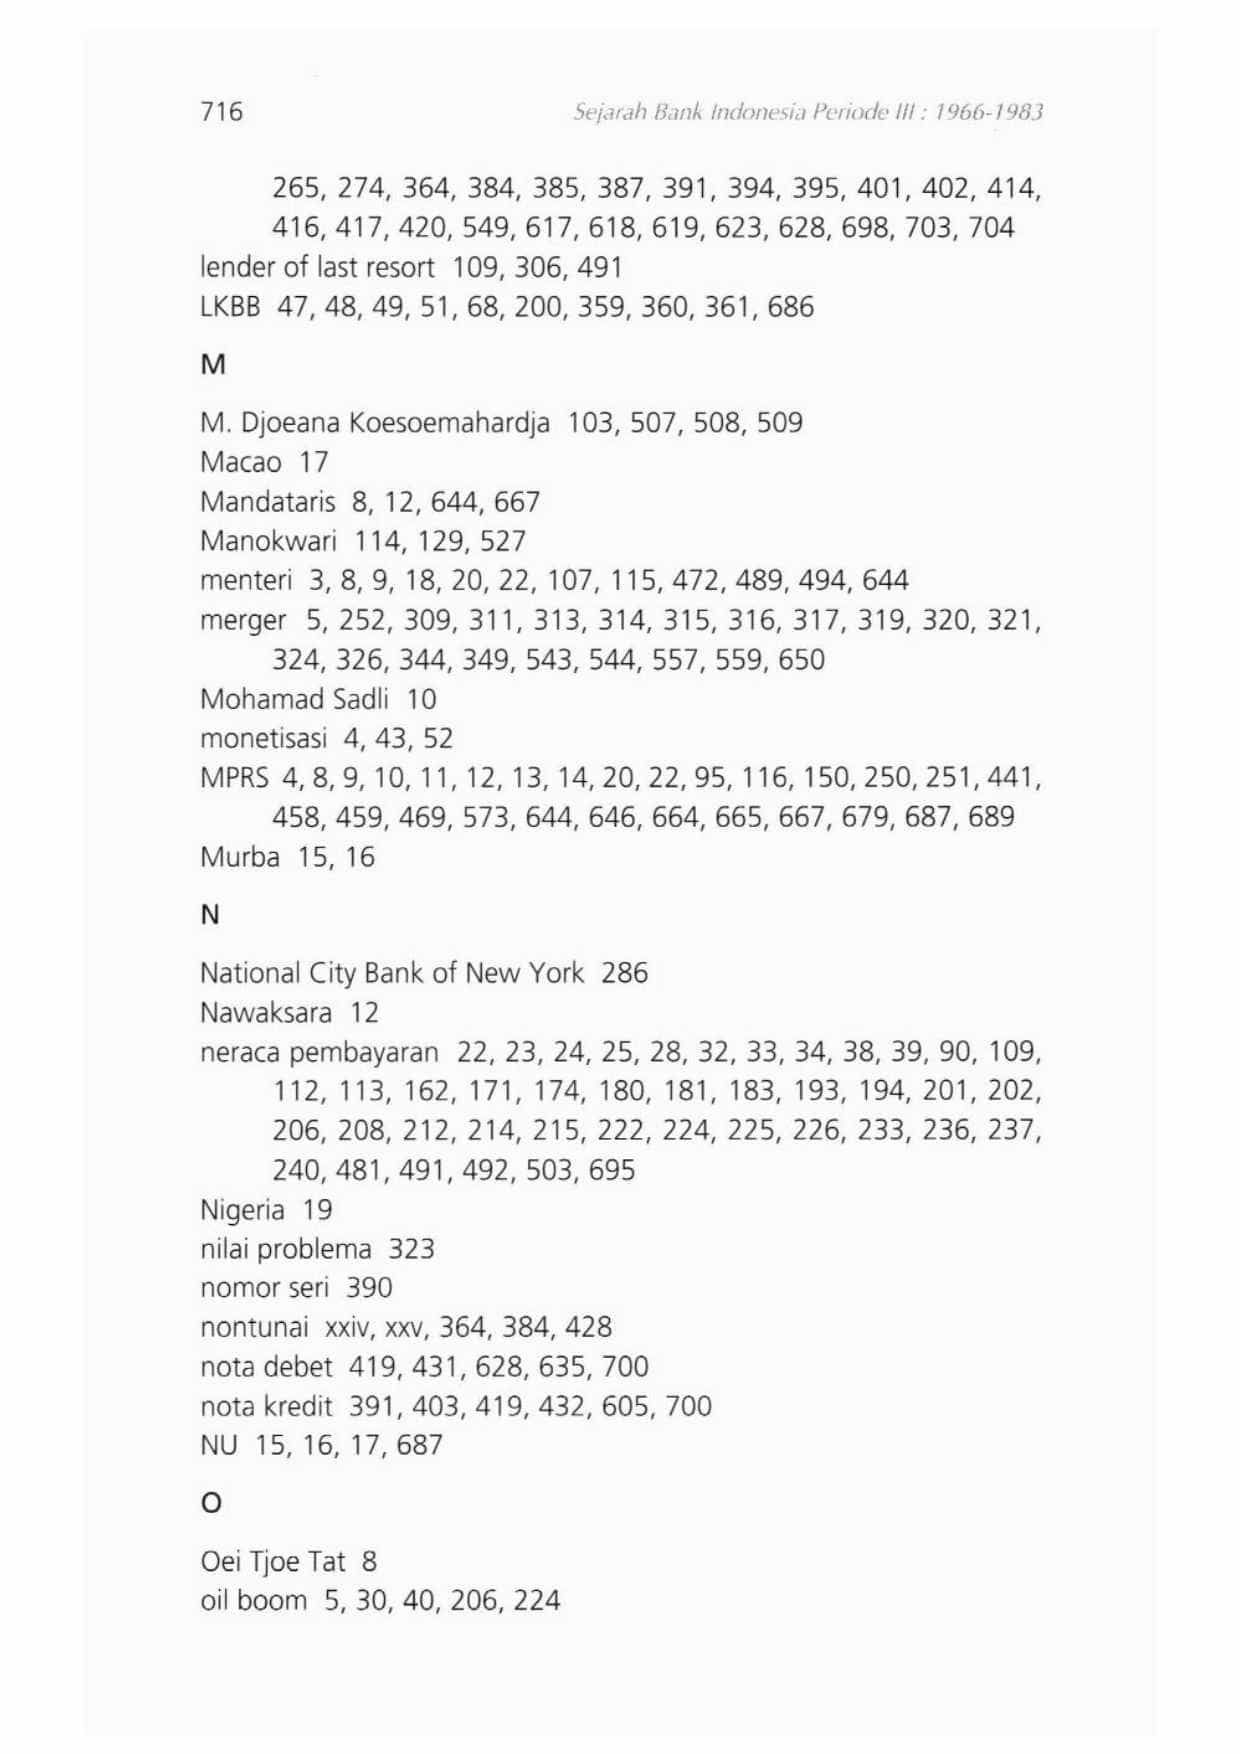 716
Sejarah Bank Indonesia Periode III : 1966-1983
265, 274, 364, 384, 385, 387, 391, 394, 395, 401, 402, 414,
416, 417, 420, 549, 617, 618, 619, 623, 628, 698, 703, 704
lender of last resort 109, 306, 491
LKBB 47, 48, 49, 51, 68, 200, 359, 360, 361, 686
M
M. Djoeana Koesoemahardja 103, 507, 508, 509
Macao 17
Mandataris 8, 12, 644, 667
Manokwari 114, 129, 527
menteri 3, 8, 9, 18, 20, 22, 107, 115, 472, 489, 494, 644
merger 5, 252, 309, 311, 313, 314, 315, 316, 317, 319, 320, 321,
324, 326, 344, 349, 543, 544, 557, 559, 650
Mohamad Sadli 10
monetisasi 4, 43, 52
MPRS 4, 8, 9, 10, 11, 12, 13, 14, 20, 22, 95, 116, 150, 250, 251, 441,
458, 459, 469, 573, 644, 646, 664, 665, 667, 679, 687, 689
Murba 15, 16
N
National City Bank of New York 286
Nawaksara 12
neraca pembayaran 22, 23, 24, 25, 28, 32, 33, 34, 38, 39, 90, 109,
112, 113, 162, 171, 174, 180, 181, 183, 193, 194, 201, 202,
206, 208, 212, 214, 215, 222, 224, 225, 226, 233, 236, 237,
240, 481, 491, 492, 503, 695
Nigeria 19
nilai problema 323
nomor seri 390
nontunai xxiv, xxv, 364, 384, 428
nota debet 419, 431, 628, 635, 700
nota kredit 391, 403, 419, 432, 605, 700
NU 15, 16, 17, 687
O
Oei Tjoe Tat 8
oil boom 5, 30, 40, 206, 224